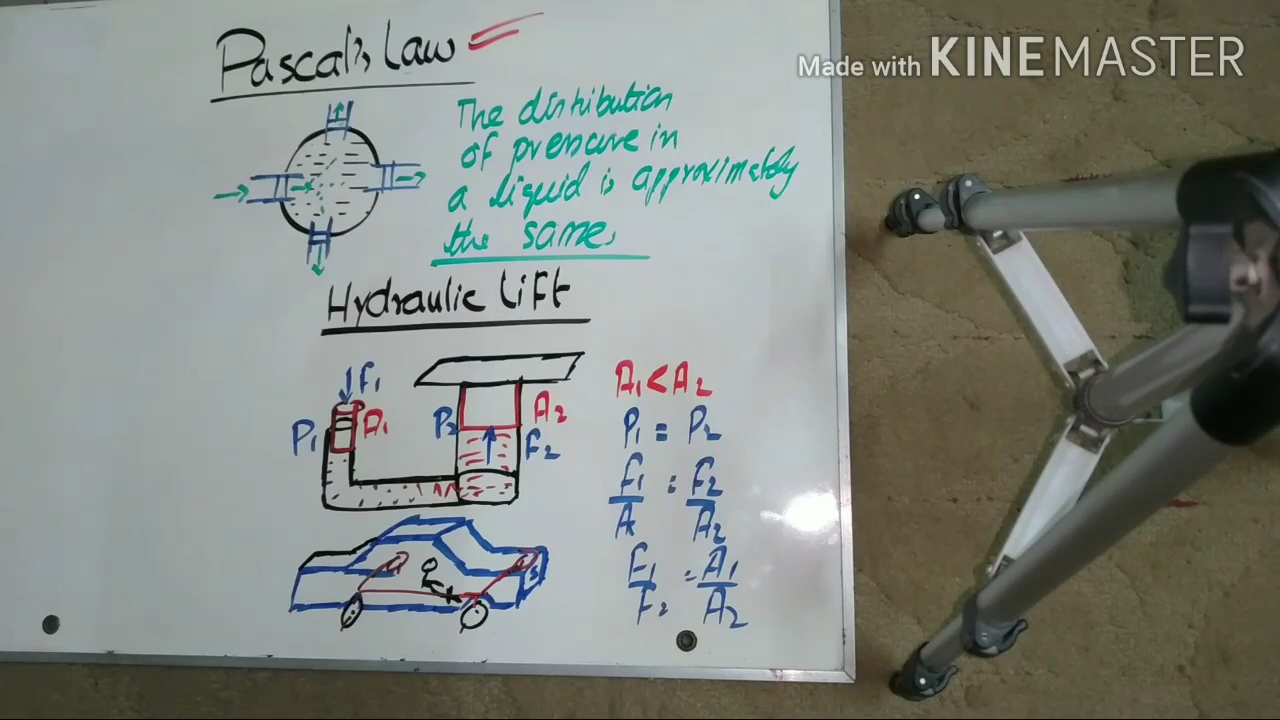 Made with KINEMASTER
Pascal's Law
The distribution
of pressure in
a liquid is approximately
the same.
Hydraulic Lift
F1
P1
A1
P2
A2
F2
A1 < A2
P1 = P2
F1/A = F2/A2
F1/F2 = A1/A2